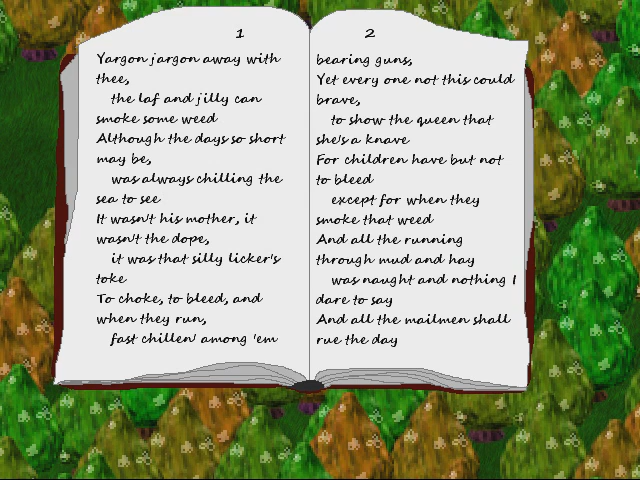 1
Yargon jargon away with
thee,
the laf and jilly can
smoke some weed
Although the days so short
may be,
was always chilling the
sea to see
It wasn't his mother, it
wasn't the dope,
it was that silly licker's
toke
To choke, to bleed, and
when they run,
fast chillen' among 'em
2
bearing guns,
Yet every one not this could
brave,
to show the queen that
she's a knave
For children have but not
to bleed
except for when they
smoke that weed
And all the running
through mud and hay
was naught and nothing I
dare to say
And all the mailmen shall
rue the day